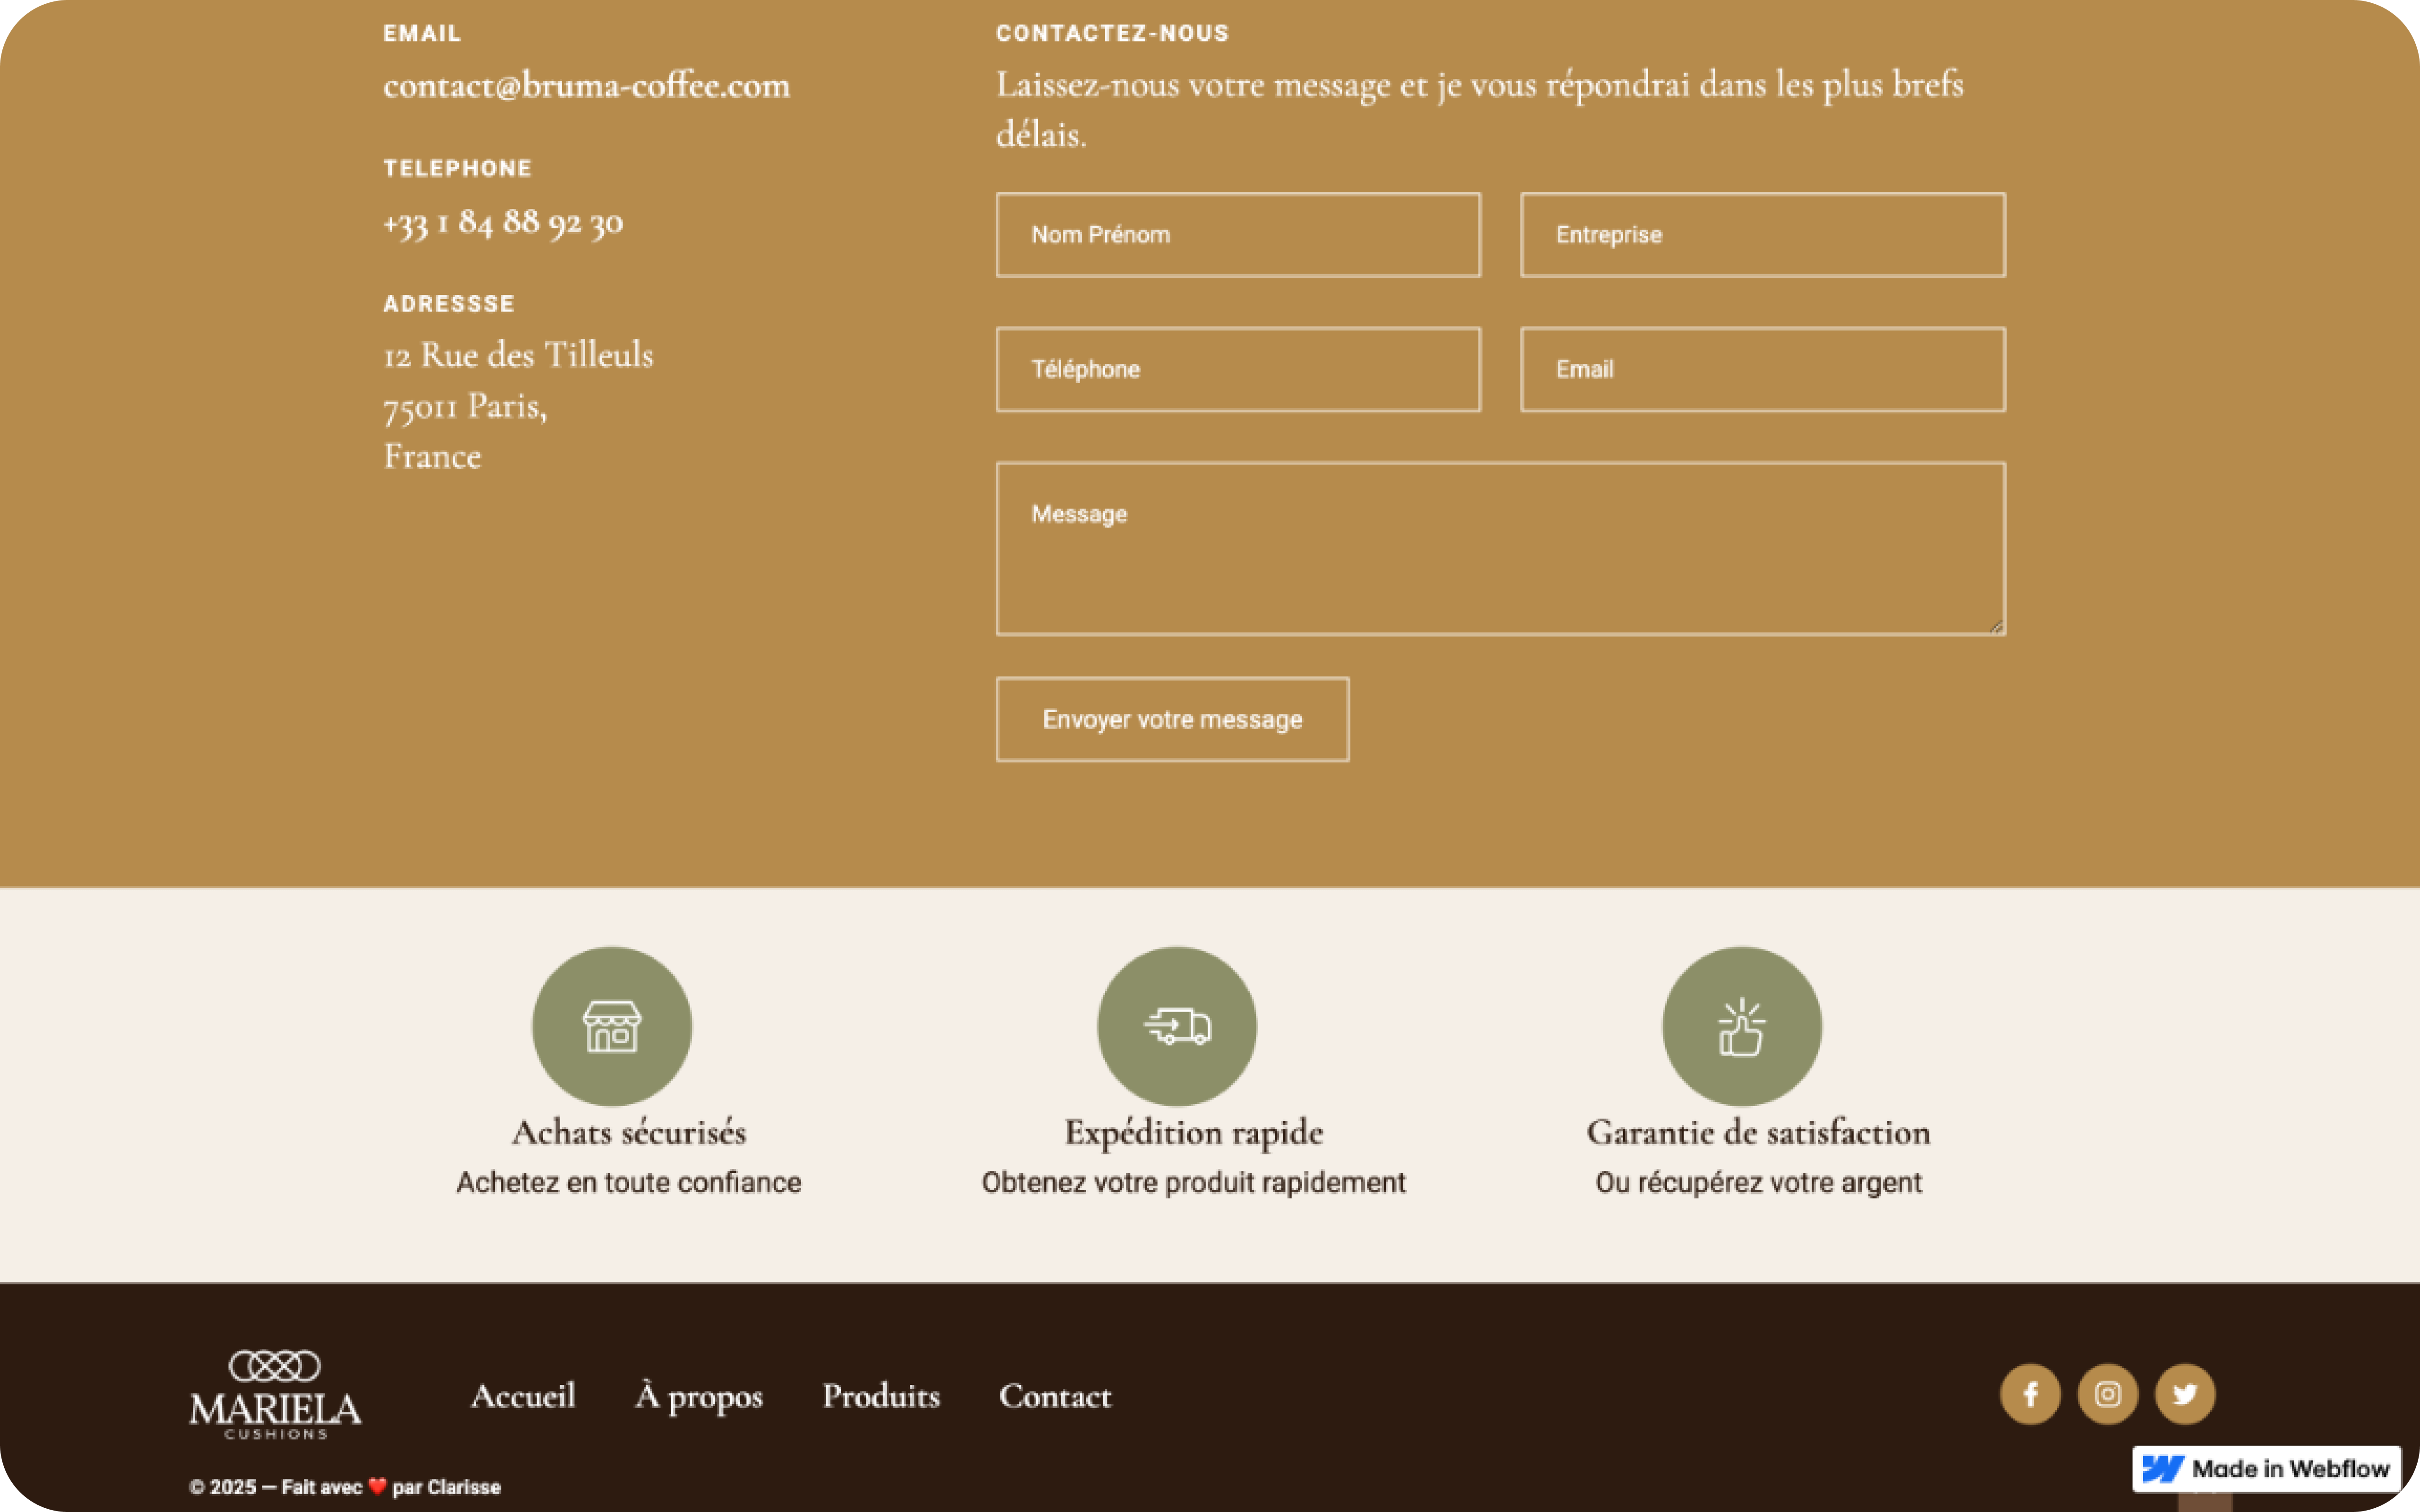 EMAIL
contact@bruma-coffee.com
TELEPHONE
+33 1 84 88 92 30
ADRESSSE
12 Rue des Tilleuls
75011 Paris,
France
CONTACTEZ-NOUS
Laissez-nous votre message et je vous répondrai dans les plus brefs
délais.
Nom Prénom
Entreprise
Téléphone
Email
Message
Envoyer votre message
Achats sécurisés
Achetez en toute confiance
Expédition rapide
Obtenez votre produit rapidement
Garantie de satisfaction
Ou récupérez votre argent
MARIELA
CUSHIONS
Accueil
À propos
Produits
Contact
© 2025 — Fait avec ❤️ par Clarisse
Made in Webflow